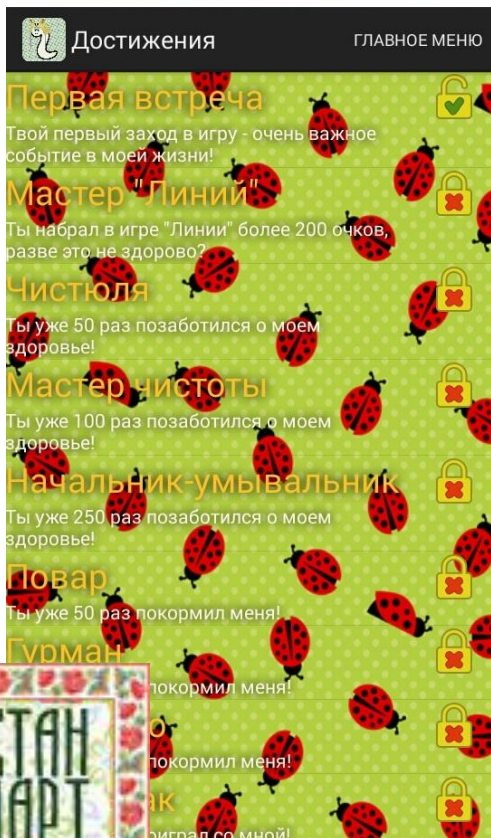 Достижения
ГЛАВНОЕ МЕНЮ
Первая встреча
Твой первый заход в игру - очень важное
событие в моей жизни!
Мастер "Линий"
Ты набрал в игре "Линии" более 200 очков,
разве это не здорово?
Чистюля
Ты уже 50 раз позаботился о моем
здоровье!
Мастер чистоты
Ты уже 100 раз позаботился о моем
здоровье!
Начальник-умывальник
Ты уже 250 раз позаботился о моем
здоровье!
Повар
Ты уже 50 раз покормил меня!
Гурман
покормил меня!
покормил меня!
со мной!